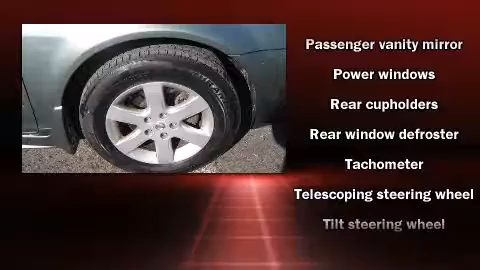 Passenger vanity mirror
Power windows
Rear cupholders
Rear window defroster
Tachometer
Telescoping steering wheel
Tilt steering wheel